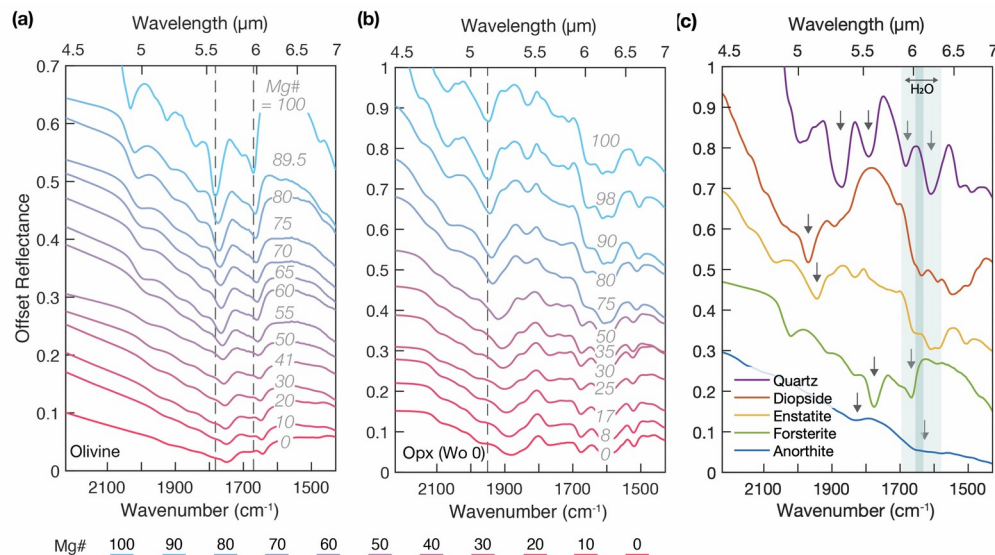 (a)
Wavelength (μm)
4.5 5 5.5 6 6.5 7
0.7
0.6
0.5
0.4
0.3
0.2
0.1
0
Offset Reflectance
Mg#
= 100
89.5
80
75
70
65
60
55
50
41
30
20
10
0
Olivine
2100 1900 1700 1500
Wavenumber (cm-1)
(b)
Wavelength (μm)
4.5 5 5.5 6 6.5 7
1
0.9
0.8
0.7
0.6
0.5
0.4
0.3
0.2
0.1
0
100
98
90
80
75
50
35
30
25
17
8
0
Opx (Wo 0)
2100 1900 1700 1500
Wavenumber (cm-1)
(c)
Wavelength (μm)
4.5 5 5.5 6 6.5 7
1
0.9
0.8
0.7
0.6
0.5
0.4
0.3
0.2
0.1
0
H₂O
Quartz
Diopside
Enstatite
Forsterite
Anorthite
2100 1900 1700 1500
Wavenumber (cm-1)
Mg# 100 90 80 70 60 50 40 30 20 10 0